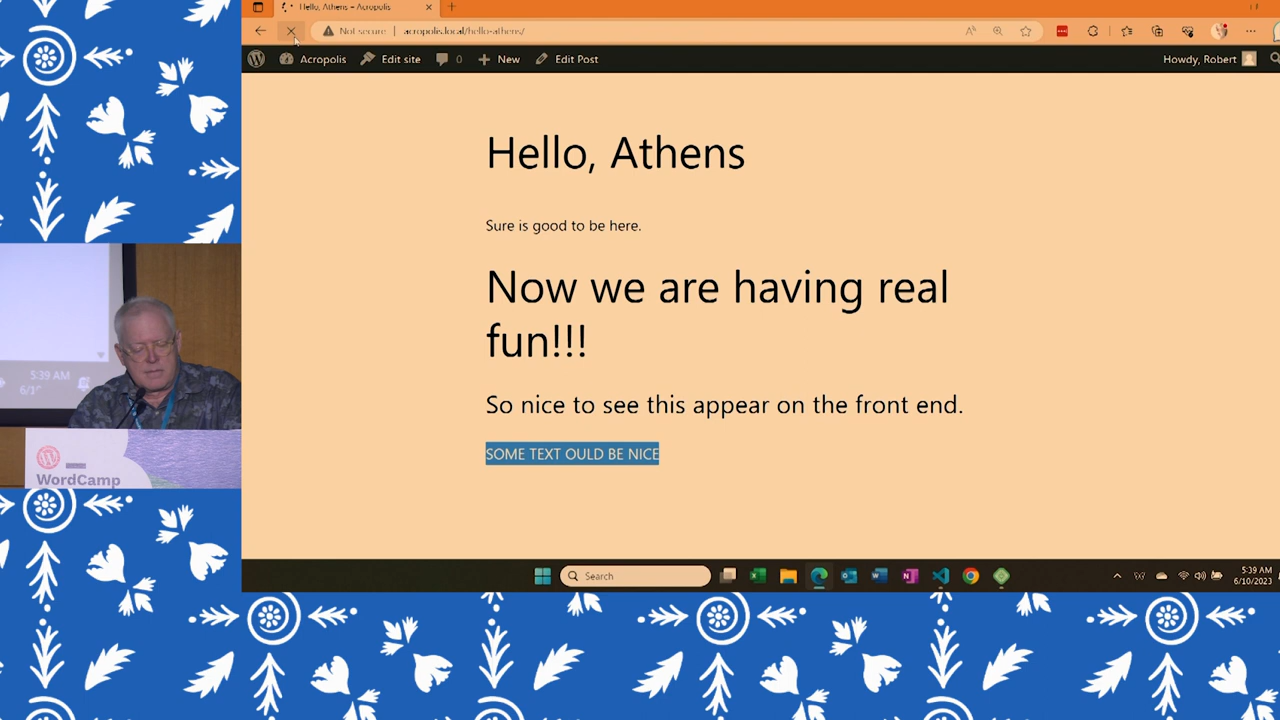 Hello, Athens – Acropolis
Not secure
acropolis.local/hello-athens/
Acropolis
Edit site
0
New
Edit Post
Howdy, Robert
Hello, Athens
Sure is good to be here.
Now we are having real
fun!!!
So nice to see this appear on the front end.
SOME TEXT OULD BE NICE
5:39 AM
WordCamp
Search
5:39 AM
6/10/2023